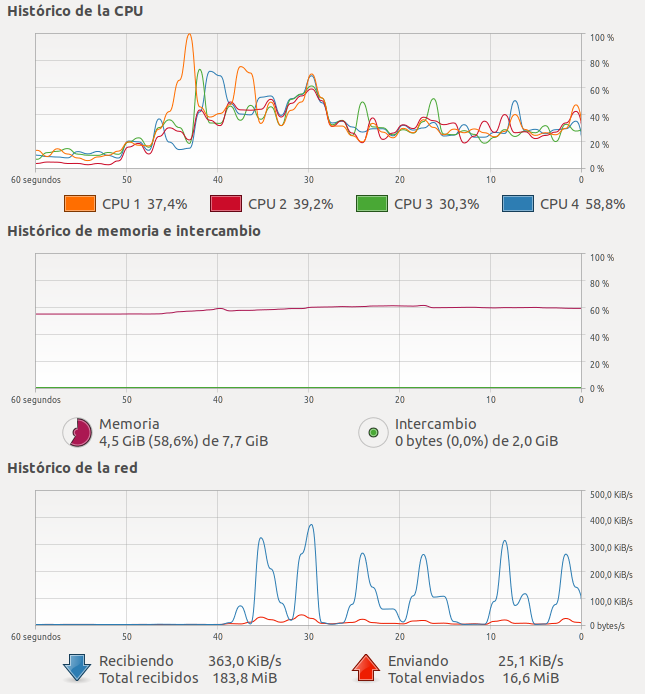 Histórico de la CPU
100 %
80 %
60 %
40 %
20 %
0 %
60 segundos 50 40 30 20 10 0
CPU 1 37,4% CPU 2 39,2% CPU 3 30,3% CPU 4 58,8%
Histórico de memoria e intercambio
100 %
80 %
60 %
40 %
20 %
0 %
60 segundos 50 40 30 20 10 0
Memoria Intercambio
4,5 GiB (58,6%) de 7,7 GiB 0 bytes (0,0%) de 2,0 GiB
Histórico de la red
500,0 KiB/s
400,0 KiB/s
300,0 KiB/s
200,0 KiB/s
100,0 KiB/s
0 bytes/s
60 segundos 50 40 30 20 10 0
Recibiendo 363,0 KiB/s Enviando 25,1 KiB/s
Total recibidos 183,8 MiB Total enviados 16,6 MiB